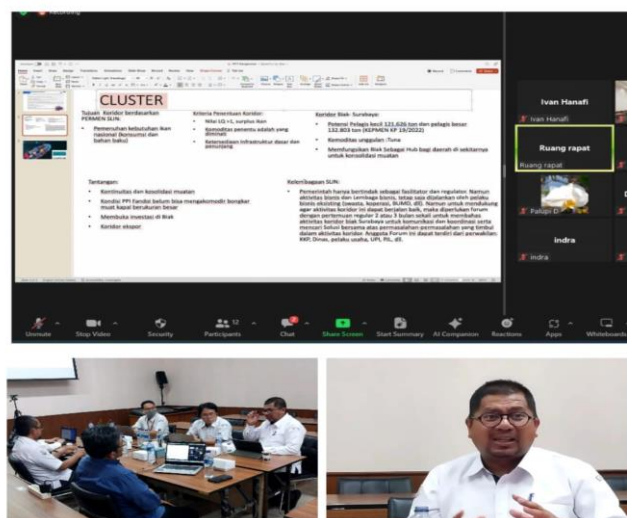 Recording
CLUSTER
Tujuan Koridor berdasarkan
PERMEN SLIN:
• Pemenuhan kebutuhan ikan
nasional (konsumsi dan
bahan baku)
Kriteria Penentuan Koridor:
• Nilai LQ >1, surplus ikan
• Komoditas penentu adalah yang
diminati
• Ketersediaan infrastruktur dasar dan
penunjang
Koridor Biak- Surabaya:
• Potensi Pelagis kecil 121.626 ton dan pelagis besar
132.803 ton (KEPMEN KP 19/2022)
• Komoditas unggulan : Tuna
• Memfungsikan Biak Sebagai Hub bagi daerah di sekitarnya
untuk konsolidasi muatan
Tantangan:
• Kontinuitas dan kosolidasi muatan
• Kondisi PPI Fandoi belum bisa mengakomodir bongkar
muat kapal berukuran besar
• Membuka investasi di Biak
• Koridor ekspor
Kelembagaan SLIN:
• Pemerintah hanya bertindak sebagai fasilitator dan regulator. Namun
aktivitas bisnis dan Lembaga bisnis, tetap saja dijalankan oleh pelaku
bisnis eksisting (swasta, koperasi, BUMD, dll). Namun untuk mendukung
agar aktivitas koridor ini dapat berjalan baik, maka diperlukan forum
dengan pertemuan reguler 2 atau 3 bulan sekali untuk membahas
aktivitas koridor biak Surabaya untuk komunikasi dan koordinasi serta
mencari Solusi bersama atas permasalahan permasalahan yang timbul
dalam aktivitas koridor. Anggota Forum ini dapat terdiri dari perwakilan
KKP, Dinas, pelaku usaha, UPI, PIL, dll.
Ivan Hanafi
Ivan Hanafi
Ruang rapat
Ruang rapat
Palupi D
indra
indra
Unmute
Stop Video
Security
Participants
12
Chat
Share Screen
Start Summary
AI Companion
Reactions
Apps
Whiteboards